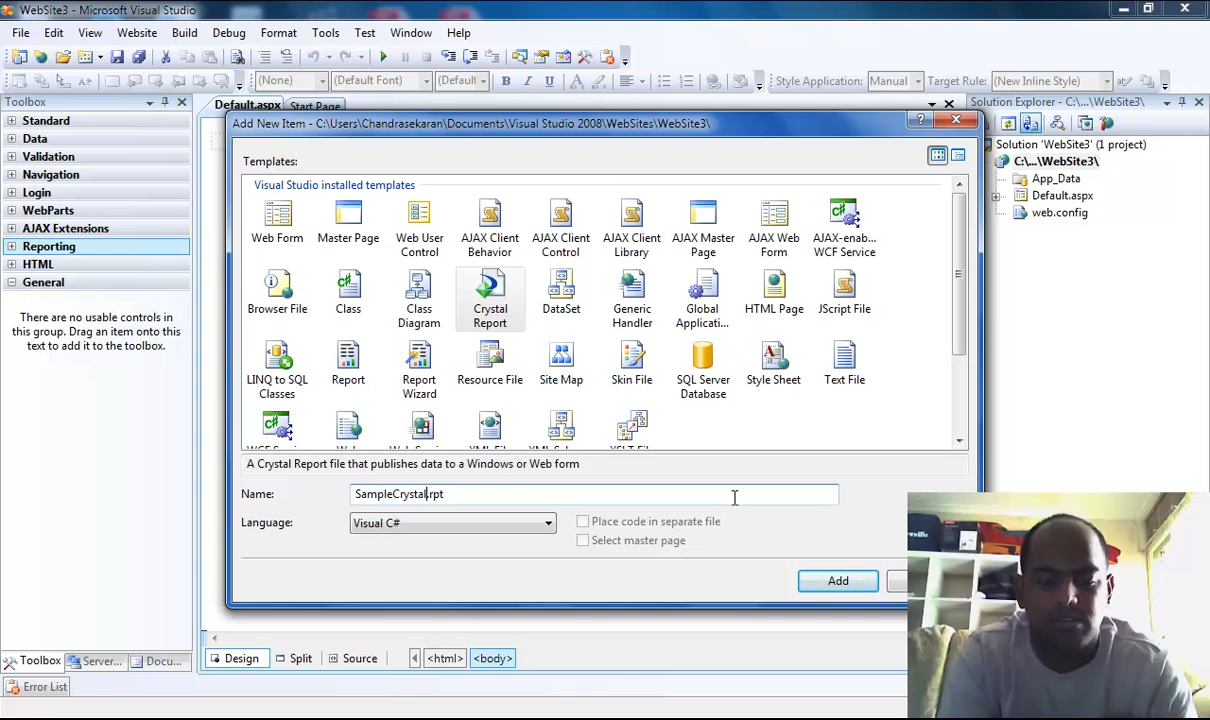 WebSite3 - Microsoft Visual Studio
File Edit View Website Build Debug Format Tools Test Window Help
(None) (Default Font) (Default Style Application: Manual Target Rule: (New Inline Style)
Toolbox
Default.aspx Start Page
Solution Explorer - C:\...\WebSite3\
Standard
Data
Validation
Navigation
Login
WebParts
AJAX Extensions
Reporting
HTML
General
There are no usable controls in
this group. Drag an item onto this
text to add it to the toolbox.
Add New Item - C:\Users\Chandrasekaran\Documents\Visual Studio 2008\WebSites\WebSite3\
Templates:
Visual Studio installed templates
Web Form
Master Page
Web User
Control
AJAX Client
Behavior
AJAX Client
Control
AJAX Client
Library
AJAX Master
Page
AJAX Web
Form
AJAX-enab...
WCF Service
Browser File
Class
Class
Diagram
Crystal
Report
DataSet
Generic
Handler
Global
Applicati...
HTML Page
JScript File
LINQ to SQL
Classes
Report
Report
Wizard
Resource File
Site Map
Skin File
SQL Server
Database
Style Sheet
Text File
A Crystal Report file that publishes data to a Windows or Web form
Name: SampleCrystal.rpt
Language: Visual C#
Place code in separate file
Select master page
Add
Solution 'WebSite3' (1 project)
C:\...\WebSite3\
App_Data
Default.aspx
web.config
Design Split Source <html> <body>
Toolbox Server... Docu...
Error List